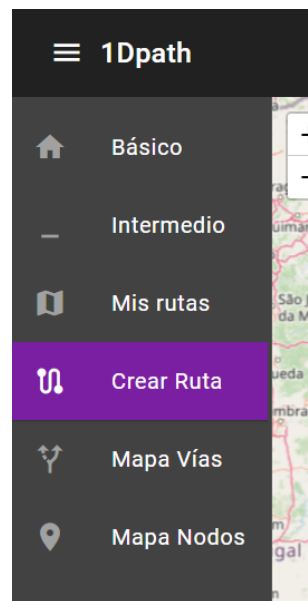 1Dpath
Básico
Intermedio
Mis rutas
Crear Ruta
Mapa Vías
Mapa Nodos